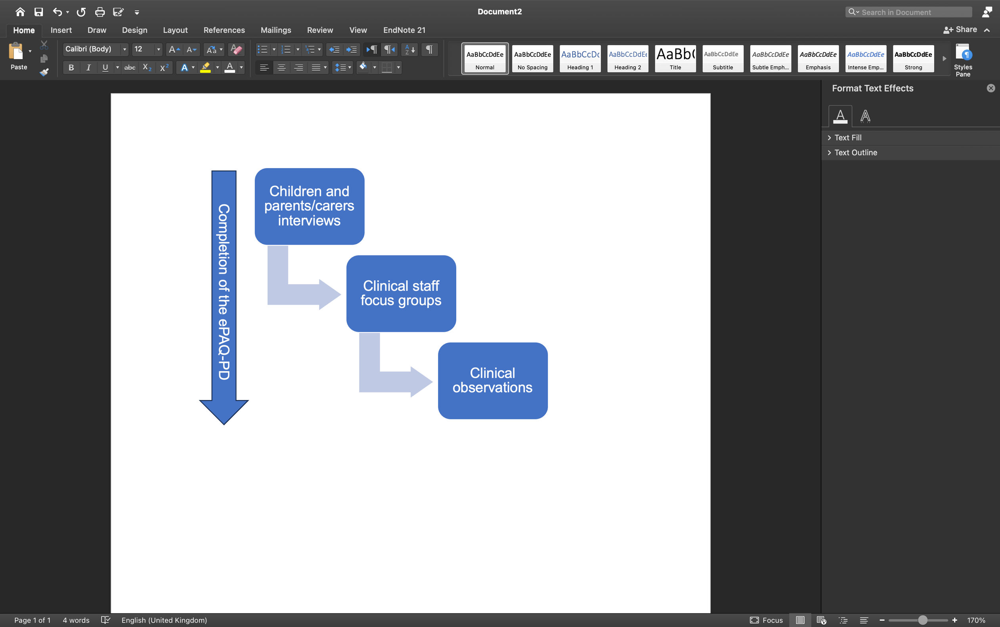 Document2
Search in Document
Home Insert Draw Design Layout References Mailings Review View EndNote 21 Share
Paste
Calibri (Body) 12
AaBbCcDdEe Normal
AaBbCcDdEe No Spacing
AaBbCcDc Heading 1
AaBbCcDdEe Heading 2
AaBb( Title
AaBbCcDdEe Subtitle
AaBbCcDdEe Subtle Emph...
AaBbCcDdEe Emphasis
AaBbCcDdEe Intense Emp...
AaBbCcDdEe Strong
Styles
Pane
Format Text Effects
Text Fill
Text Outline
Completion of the ePAQ-PD
Children and
parents/carers
interviews
Clinical staff
focus groups
Clinical
observations
Page 1 of 1 4 words English (United Kingdom) Focus 170%